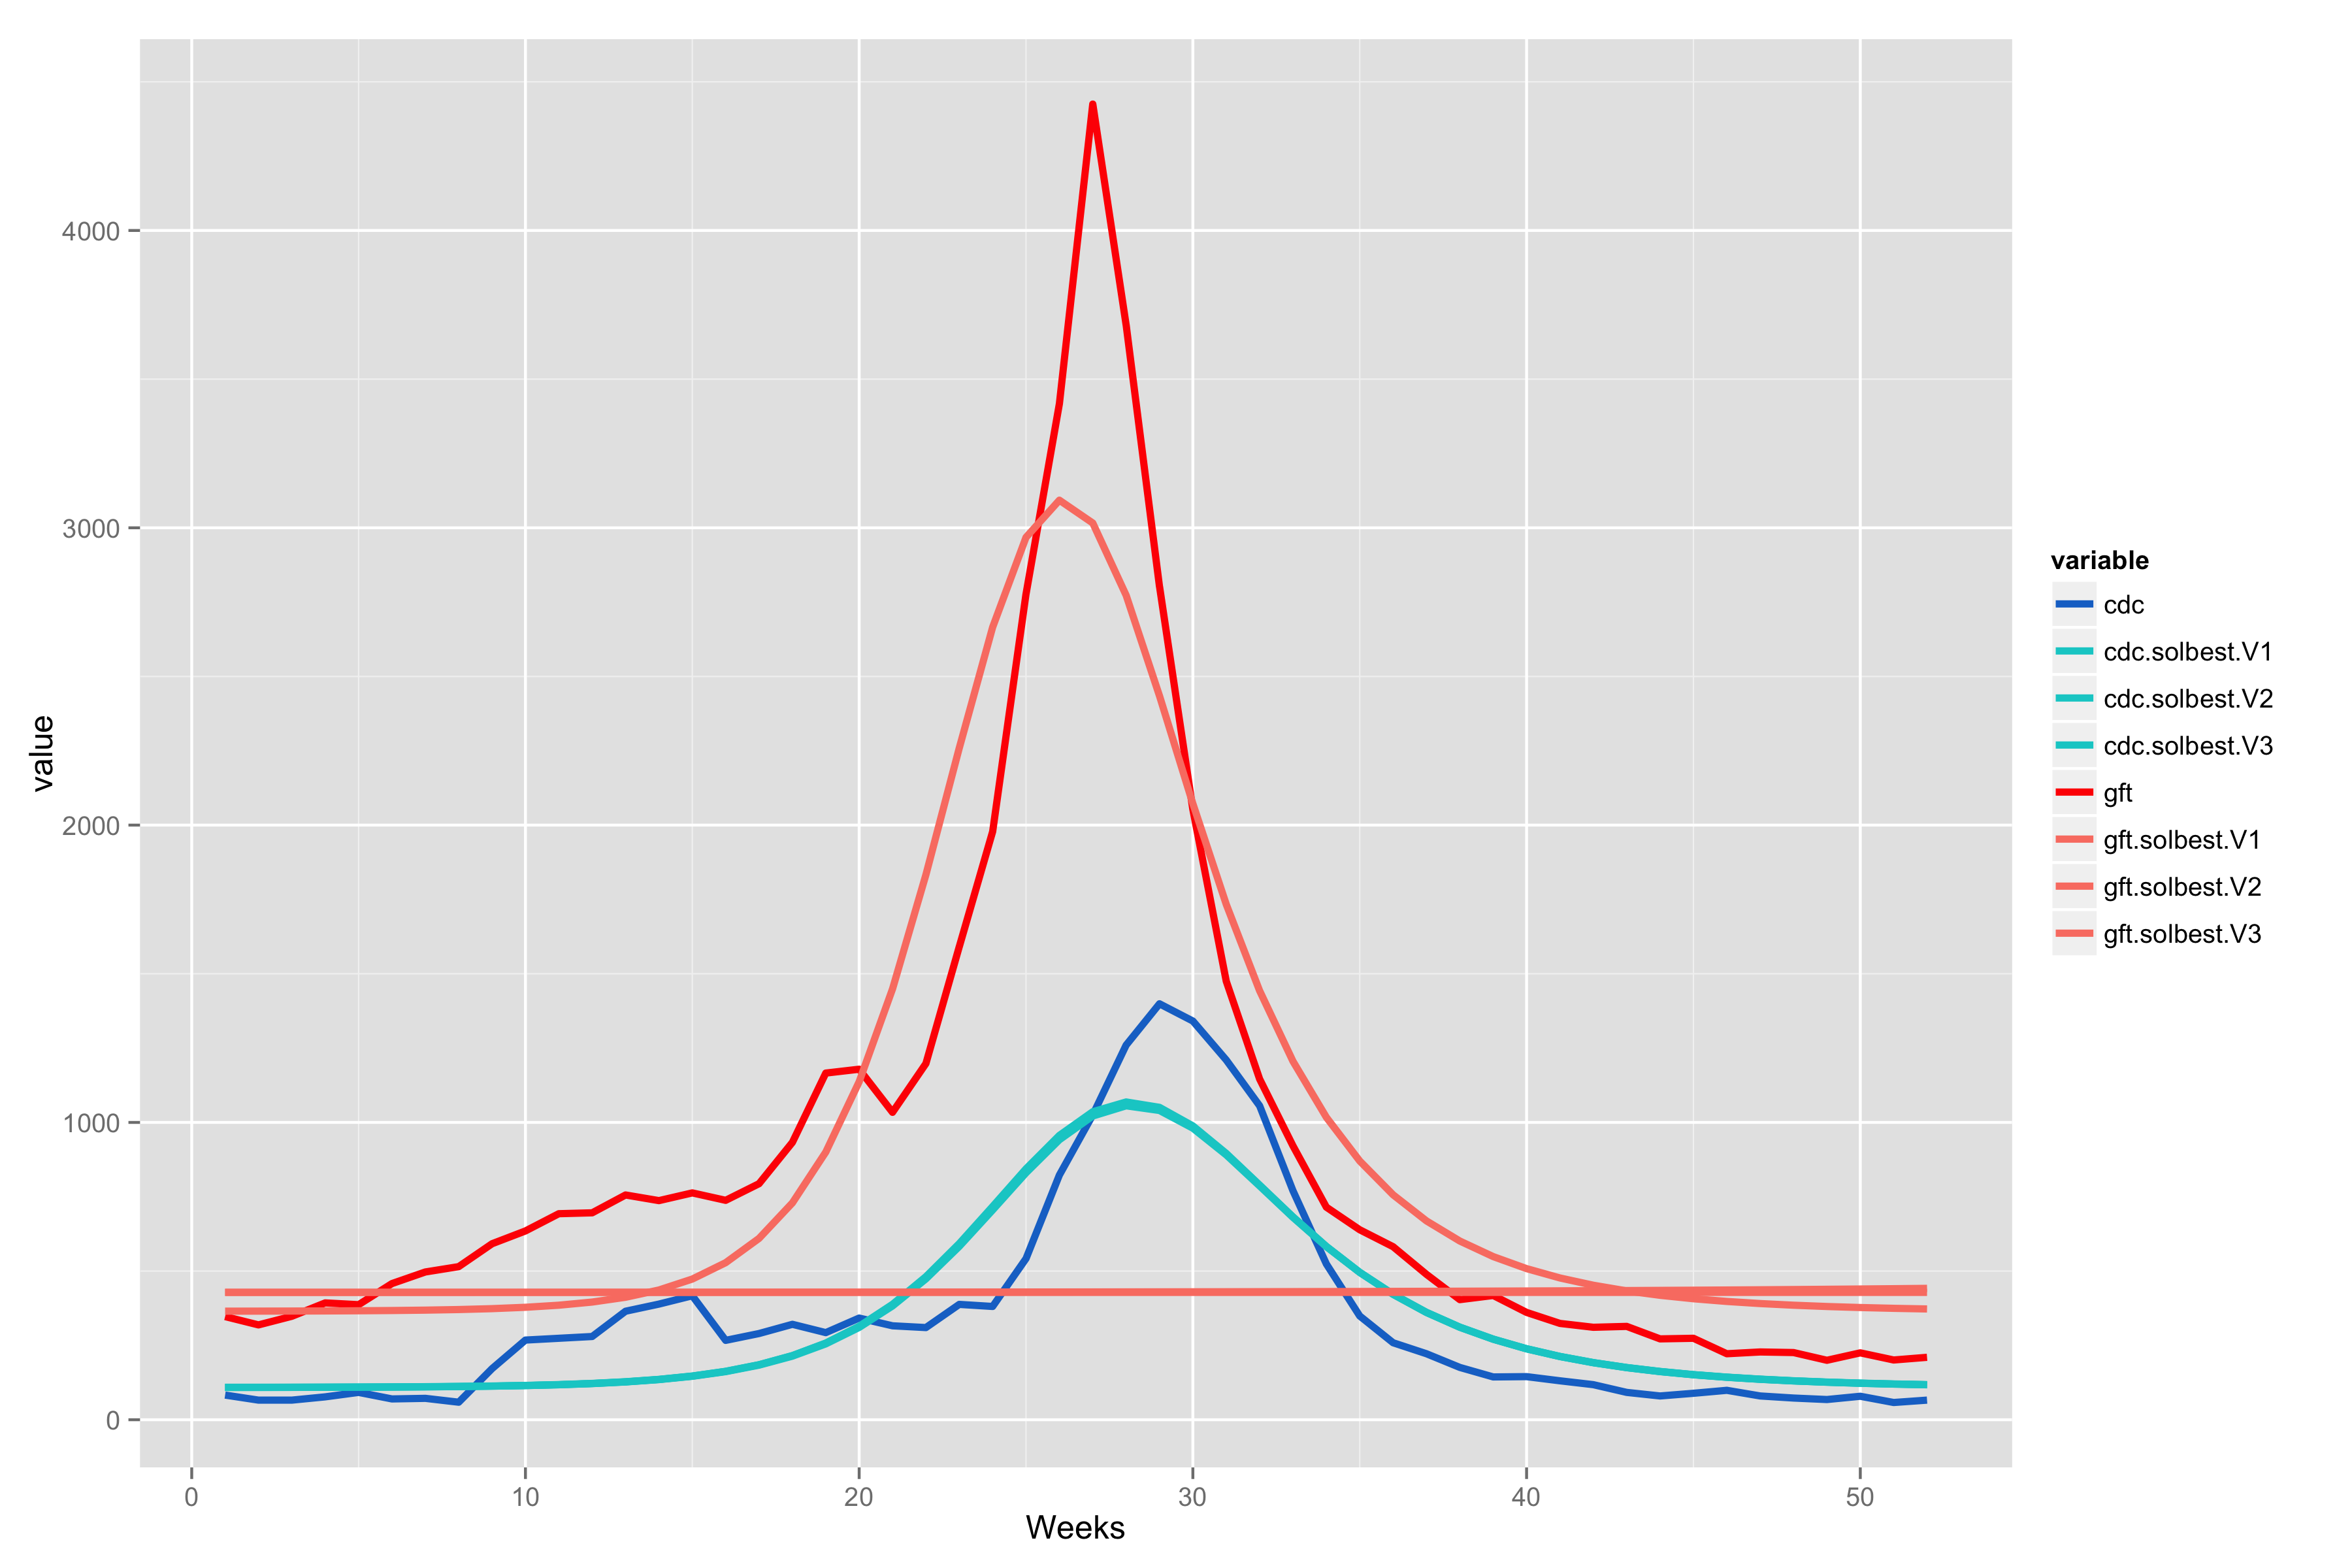 4000
3000
2000
1000
0
value
0 10 20 30 40 50
Weeks
variable
cdc
cdc.solbest.V1
cdc.solbest.V2
cdc.solbest.V3
gft
gft.solbest.V1
gft.solbest.V2
gft.solbest.V3